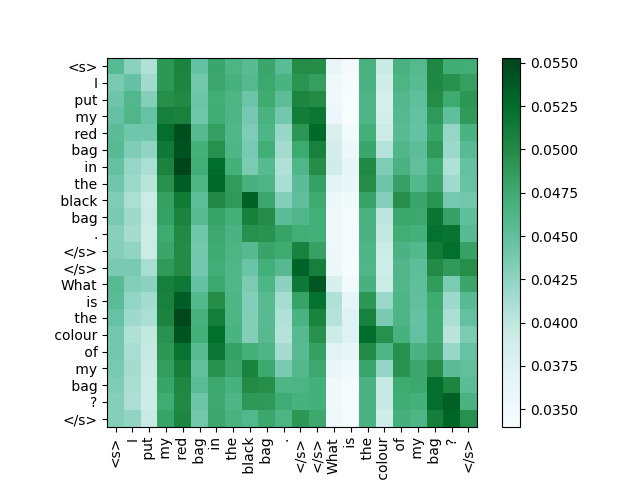 <s>
I
put
my
red
bag
in
the
black
bag
.
</s>
</s>
What
is
the
colour
of
my
bag
?
</s>
<s>
I
put
my
red
bag
in
the
black
bag
.
</s>
</s>
What
is
the
colour
of
my
bag
?
</s>
0.0550
0.0525
0.0500
0.0475
0.0450
0.0425
0.0400
0.0375
0.0350